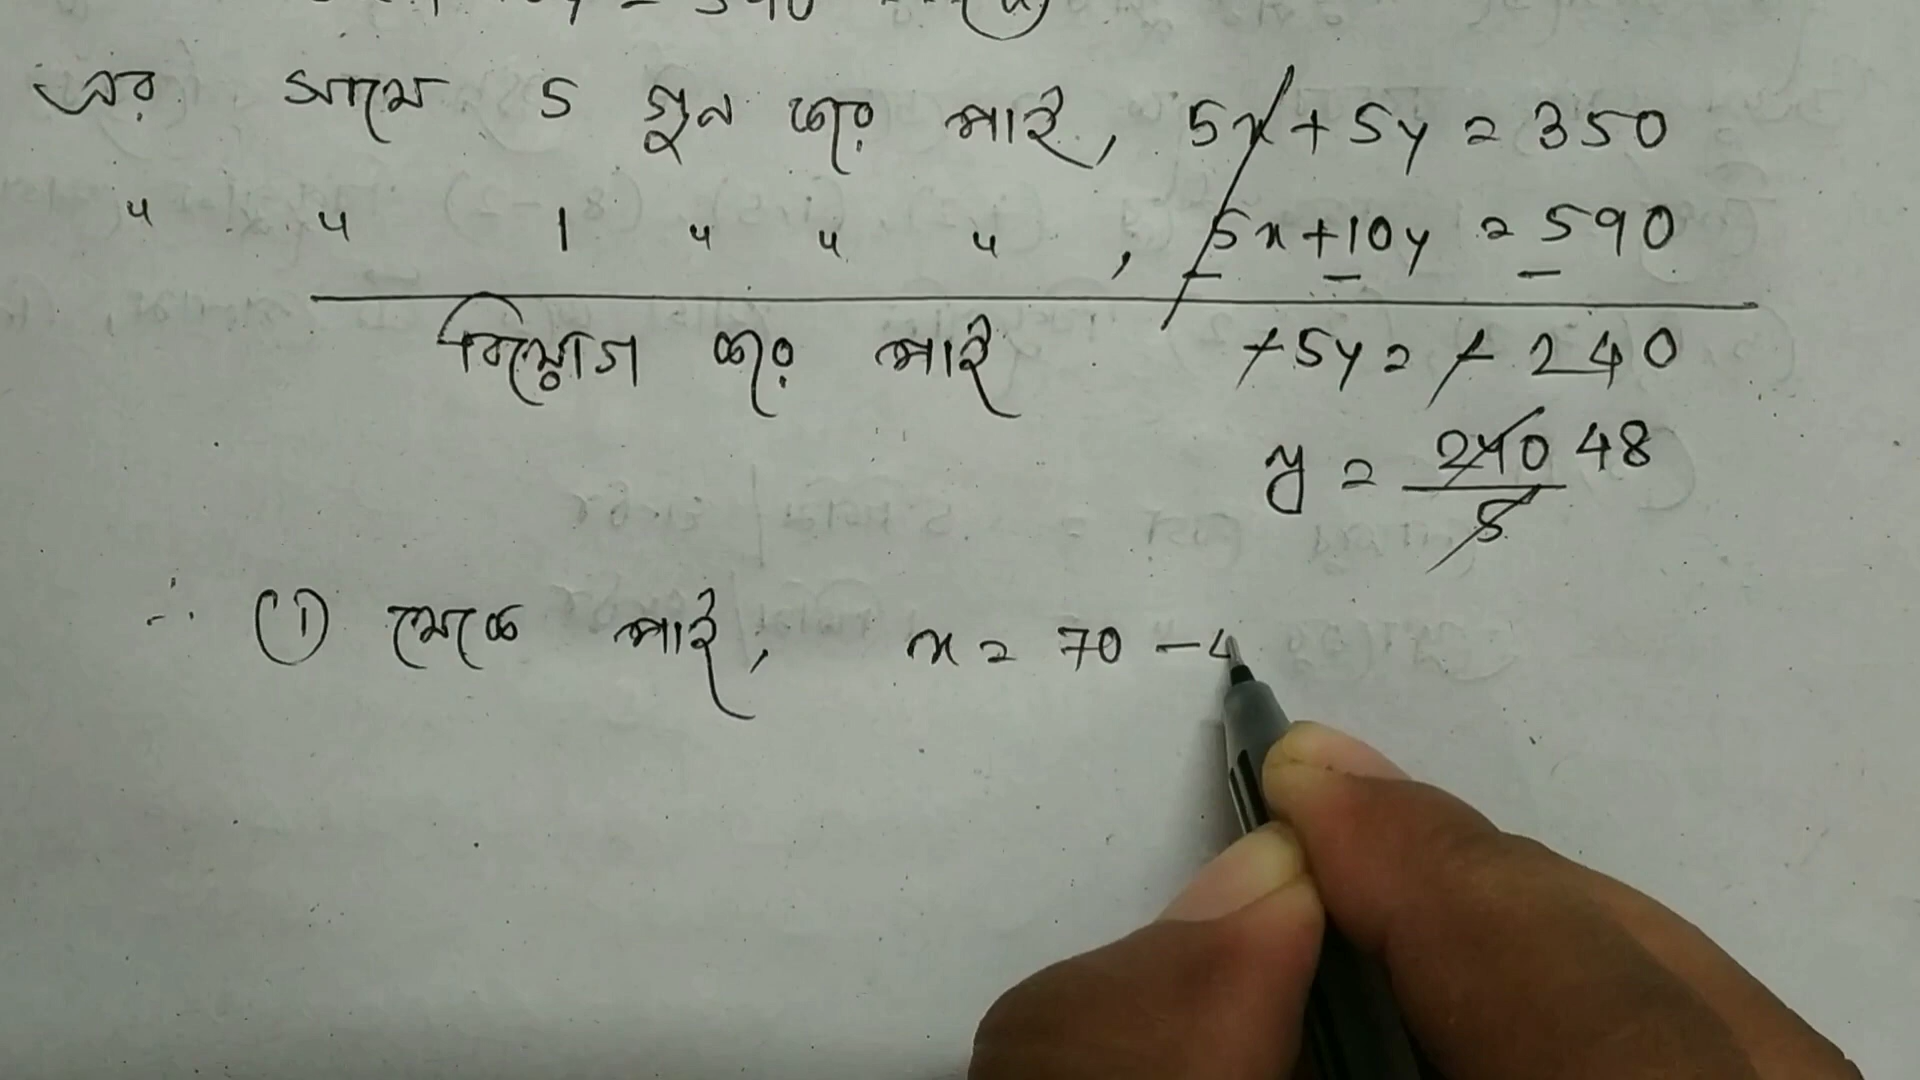 এর সাথে 5 গুন করে পাই, 5x + 5y = 350
" " 1 " " " , 5x + 10y = 590
বিয়োগ করে পাই +5y = - 240
y = 240/5 48
∴ (1) থেকে পাই, x = 70 - 4